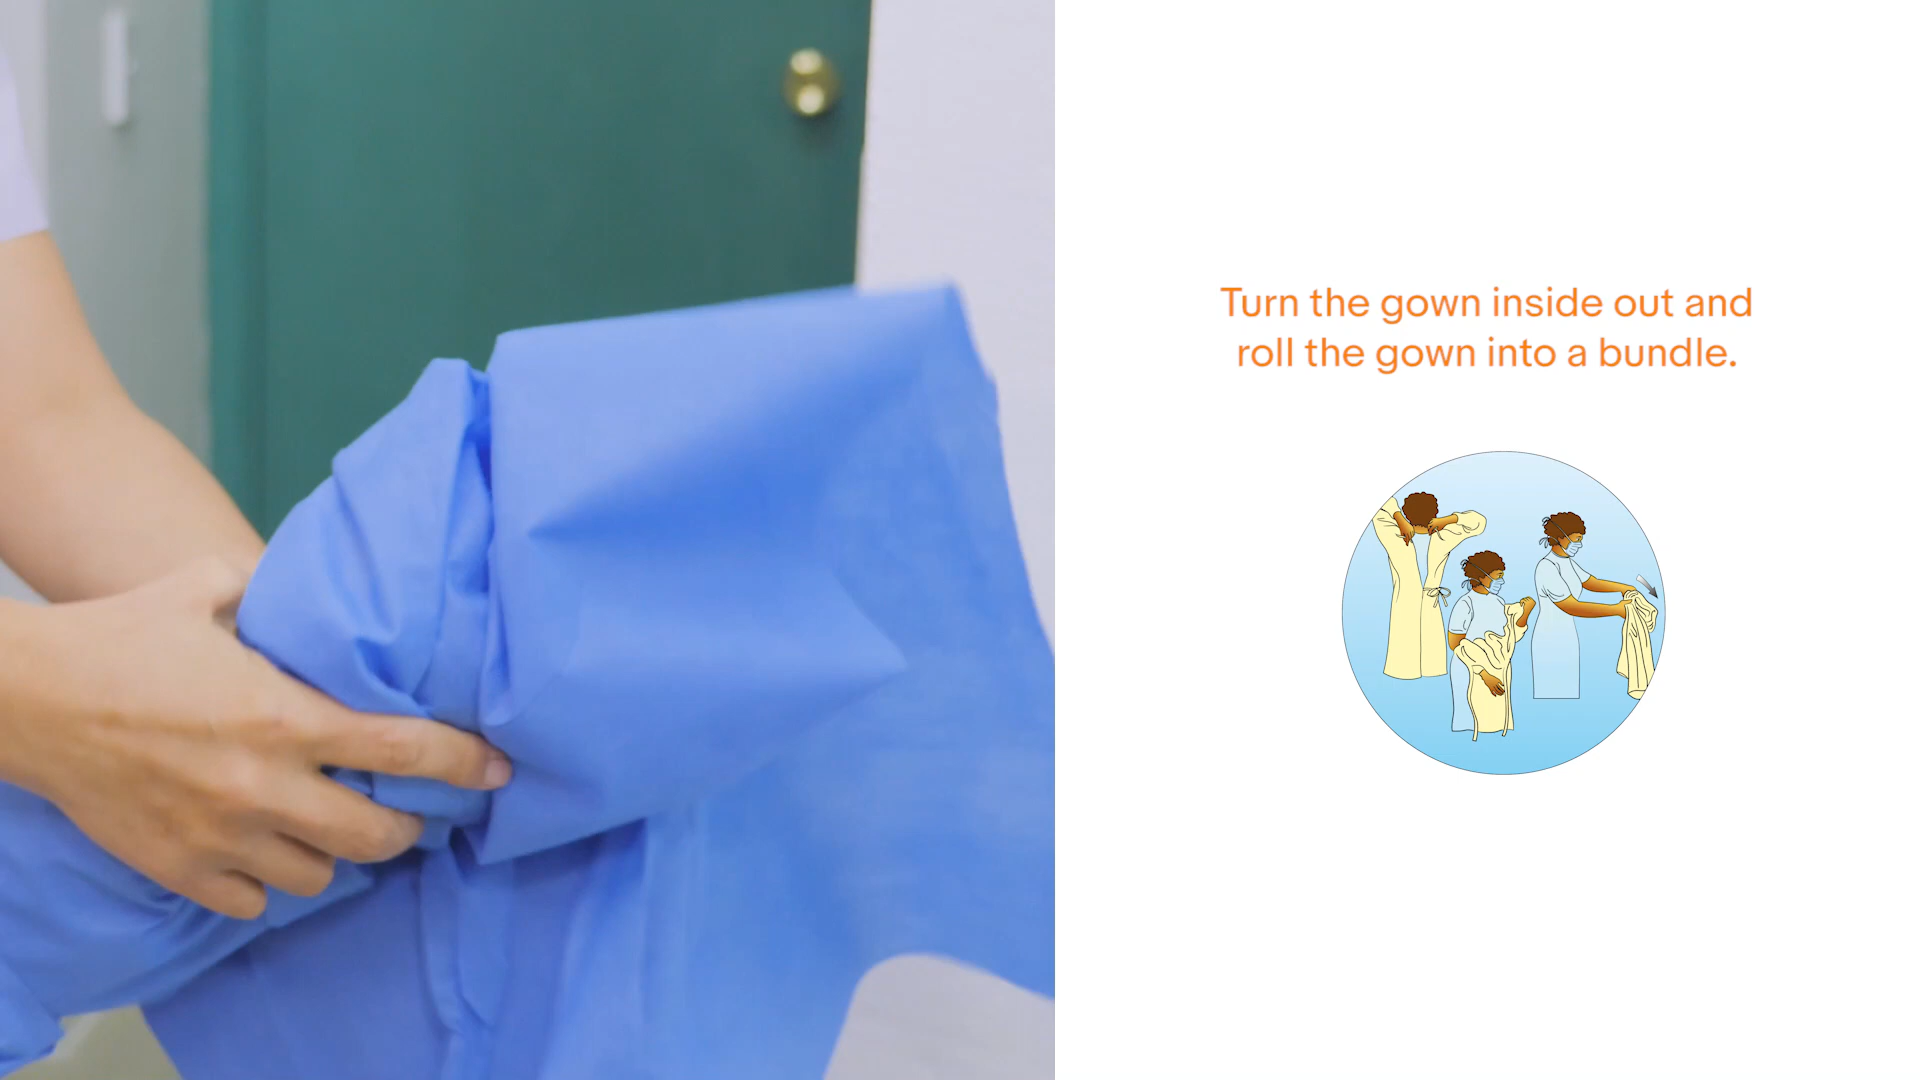 Turn the gown inside out and
roll the gown into a bundle.